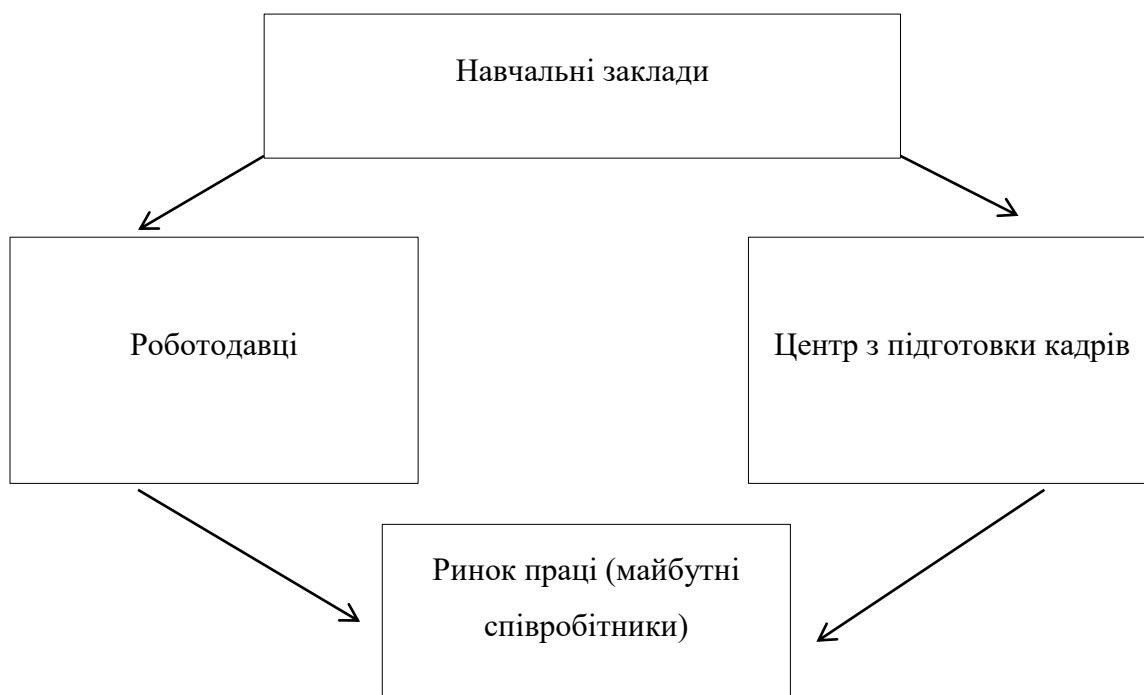 Навчальні заклади
Роботодавці
Центр з підготовки кадрів
Ринок праці (майбутні
співробітники)